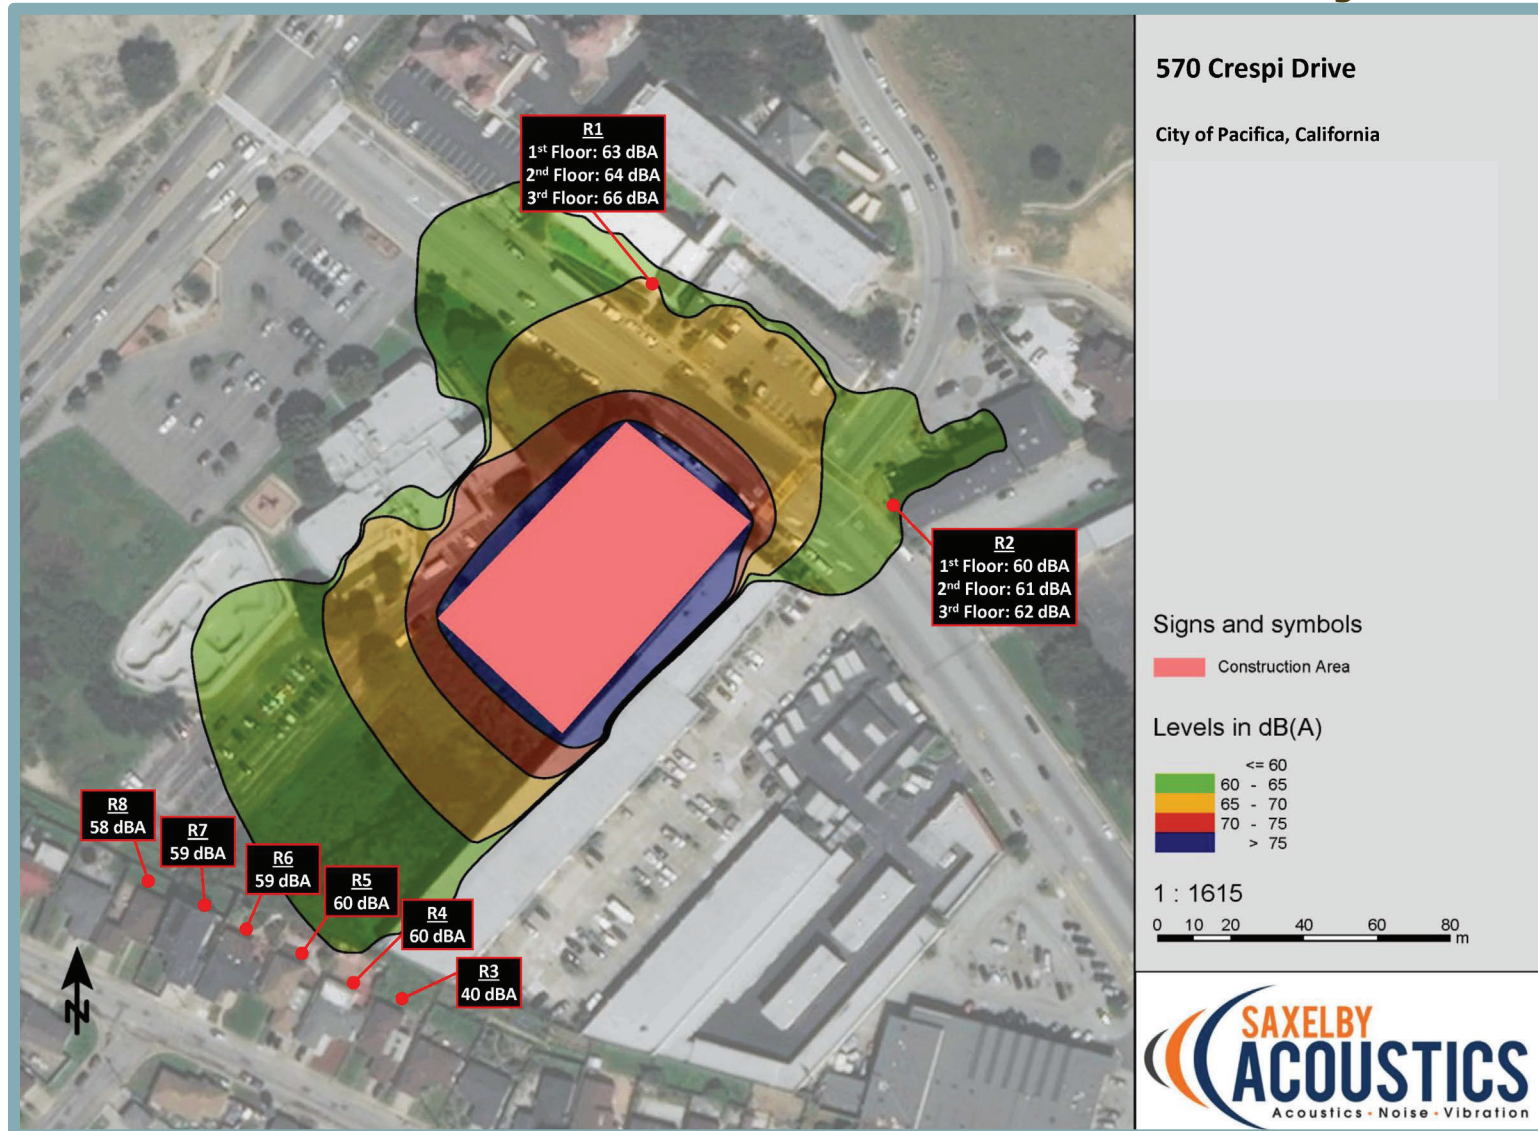 570 Crespi Drive
City of Pacifica, California
R1
1st Floor: 63 dBA
2nd Floor: 64 dBA
3rd Floor: 66 dBA
R2
1st Floor: 60 dBA
2nd Floor: 61 dBA
3rd Floor: 62 dBA
R8
58 dBA
R7
59 dBA
R6
59 dBA
R5
60 dBA
R4
60 dBA
R3
40 dBA
N
Signs and symbols
Construction Area
Levels in dB(A)
<= 60
60 - 65
65 - 70
70 - 75
> 75
1 : 1615
0 10 20 40 60 80 m
SAXELBY
ACOUSTICS
Acoustics • Noise • Vibration